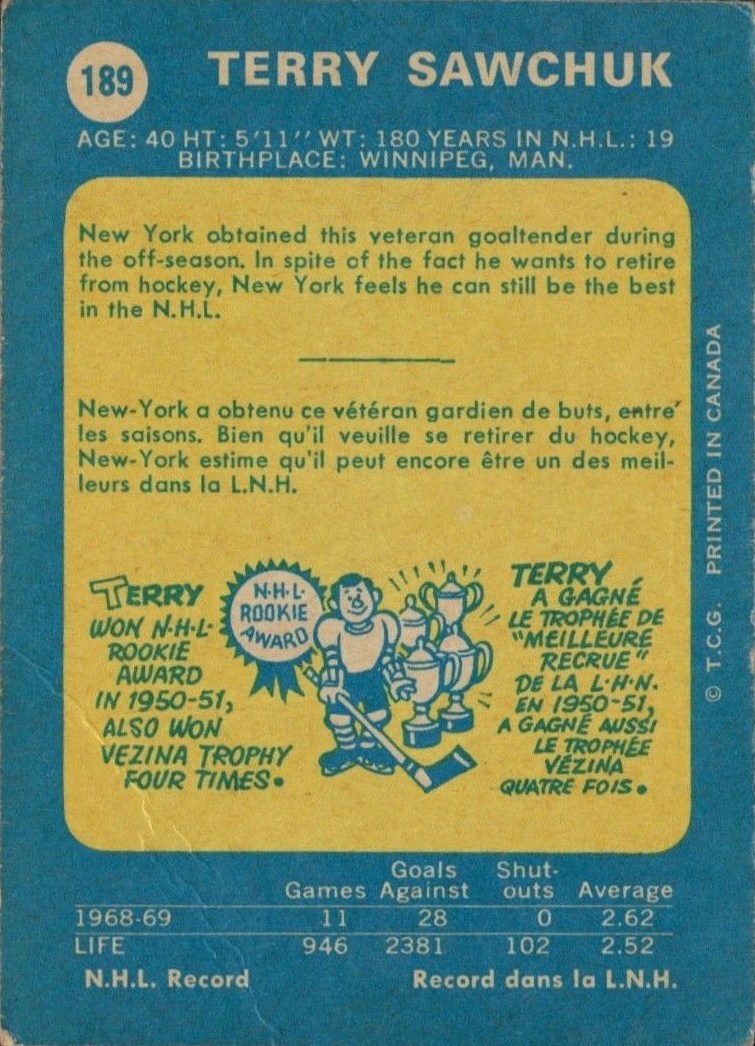 189
TERRY SAWCHUK
AGE: 40 HT: 5'11'' WT: 180 YEARS IN N.H.L.: 19
BIRTHPLACE: WINNIPEG, MAN.
New York obtained this veteran goaltender during
the off-season. In spite of the fact he wants to retire
from hockey, New York feels he can still be the best
in the N.H.L.
New-York a obtenu ce vétéran gardien de buts, entre
les saisons. Bien qu'il veuille se retirer du hockey,
New-York estime qu'il peut encore être un des meil-
leurs dans la L.N.H.
TERRY
WON N·H·L·
ROOKIE
AWARD
IN 1950-51,
ALSO WON
VEZINA TROPHY
FOUR TIMES.
N·H·L·
ROOKIE
AWARD
TERRY
A GAGNÉ
LE TROPHÉE DE
"MEILLEURE
RECRUE"
DE LA L·H·N.
EN 1950-51,
A GAGNÉ AUSSI
LE TROPHÉE
VÉZINA
QUATRE FOIS.
© T.C.G. PRINTED IN CANADA
Goals Shut-
Games Against outs Average
1968-69 11 28 0 2.62
LIFE 946 2381 102 2.52
N.H.L. Record Record dans la L.N.H.